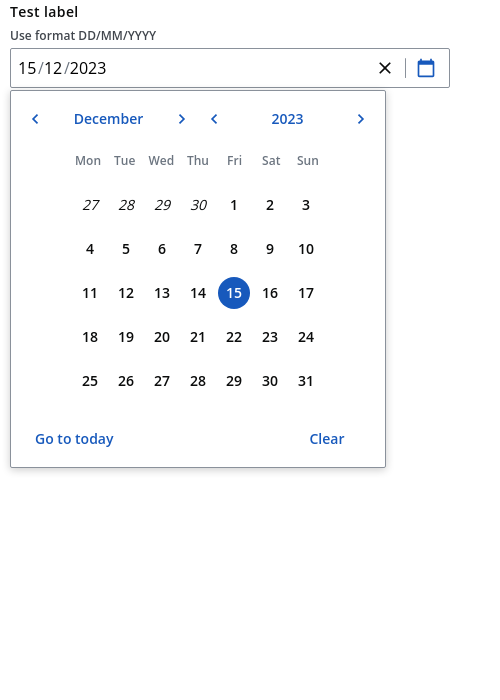 Test label
Use format DD/MM/YYYY
15/12/2023
December 2023
Mon Tue Wed Thu Fri Sat Sun
27 28 29 30 1 2 3
4 5 6 7 8 9 10
11 12 13 14 15 16 17
18 19 20 21 22 23 24
25 26 27 28 29 30 31
Go to today Clear